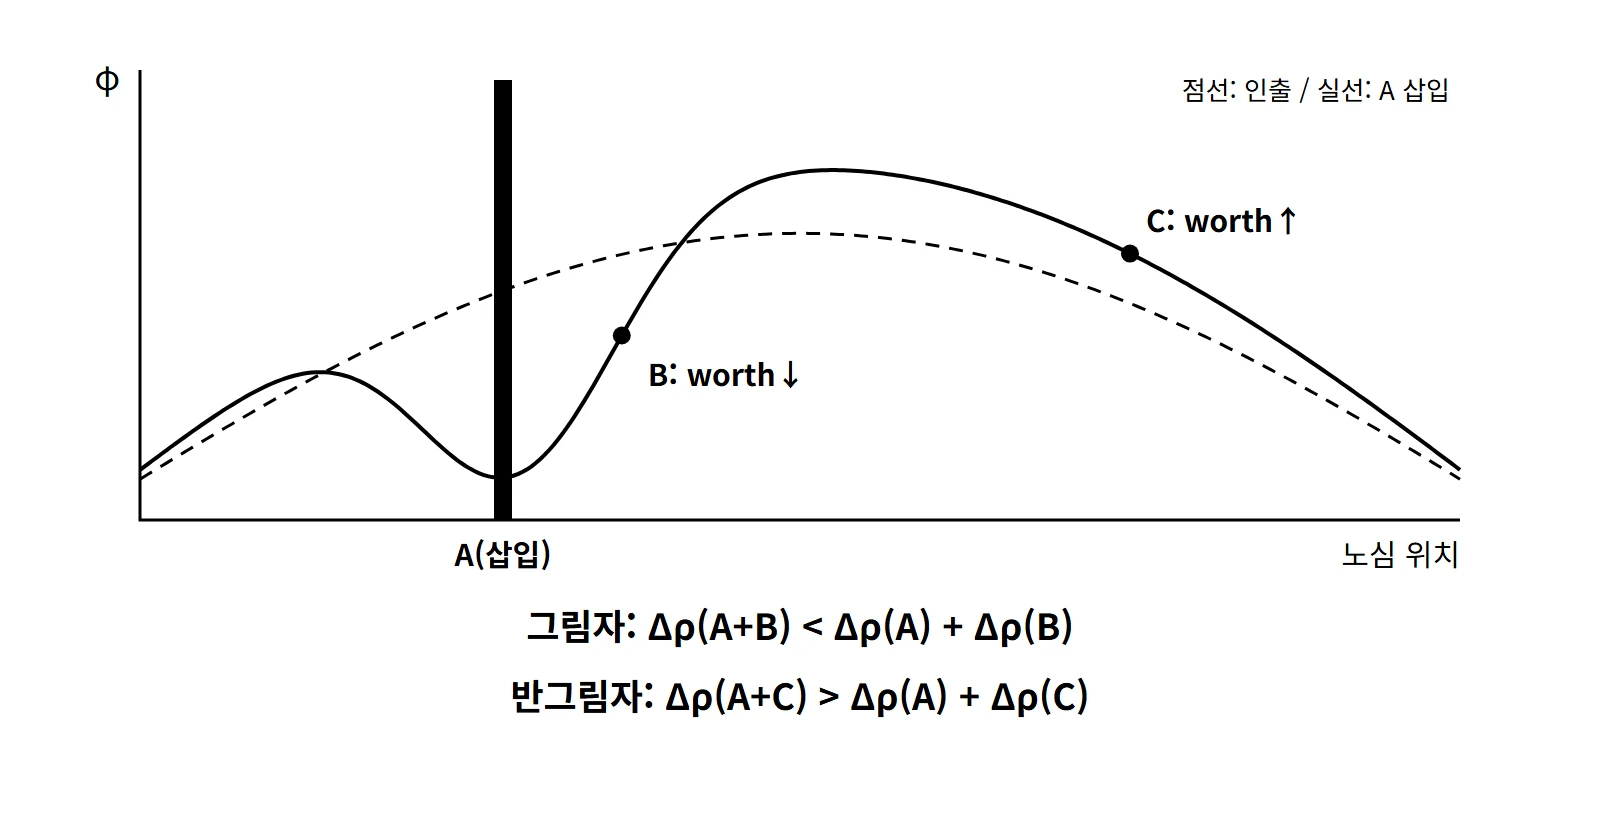 ф
점선: 인출 / 실선: A 삽입
C: worth↑
B: worth↓
A(삽입)
노심 위치
그림자: Δρ(A+B) < Δρ(A) + Δρ(B)
반그림자: Δρ(A+C) > Δρ(A) + Δρ(C)